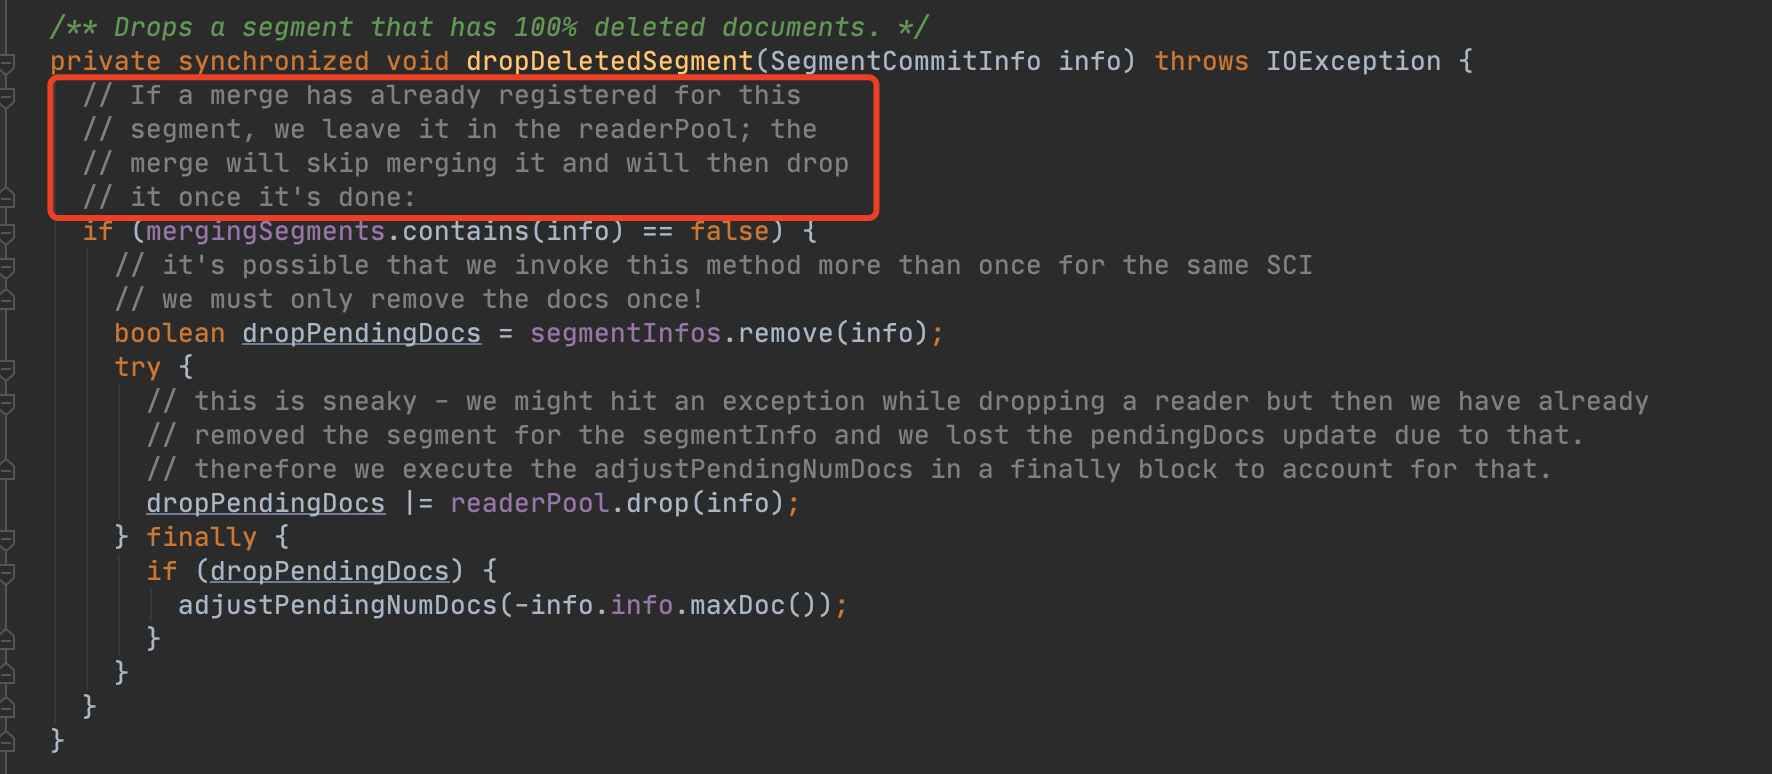 /** Drops a segment that has 100% deleted documents. */
private synchronized void dropDeletedSegment(SegmentCommitInfo info) throws IOException {
// If a merge has already registered for this
// segment, we leave it in the readerPool; the
// merge will skip merging it and will then drop
// it once it's done:
if (mergingSegments.contains(info) == false) {
// it's possible that we invoke this method more than once for the same SCI
// we must only remove the docs once!
boolean dropPendingDocs = segmentInfos.remove(info);
try {
// this is sneaky - we might hit an exception while dropping a reader but then we have already
// removed the segment for the segmentInfo and we lost the pendingDocs update due to that.
// therefore we execute the adjustPendingNumDocs in a finally block to account for that.
dropPendingDocs |= readerPool.drop(info);
} finally {
if (dropPendingDocs) {
adjustPendingNumDocs(-info.info.maxDoc());
}
}
}
}